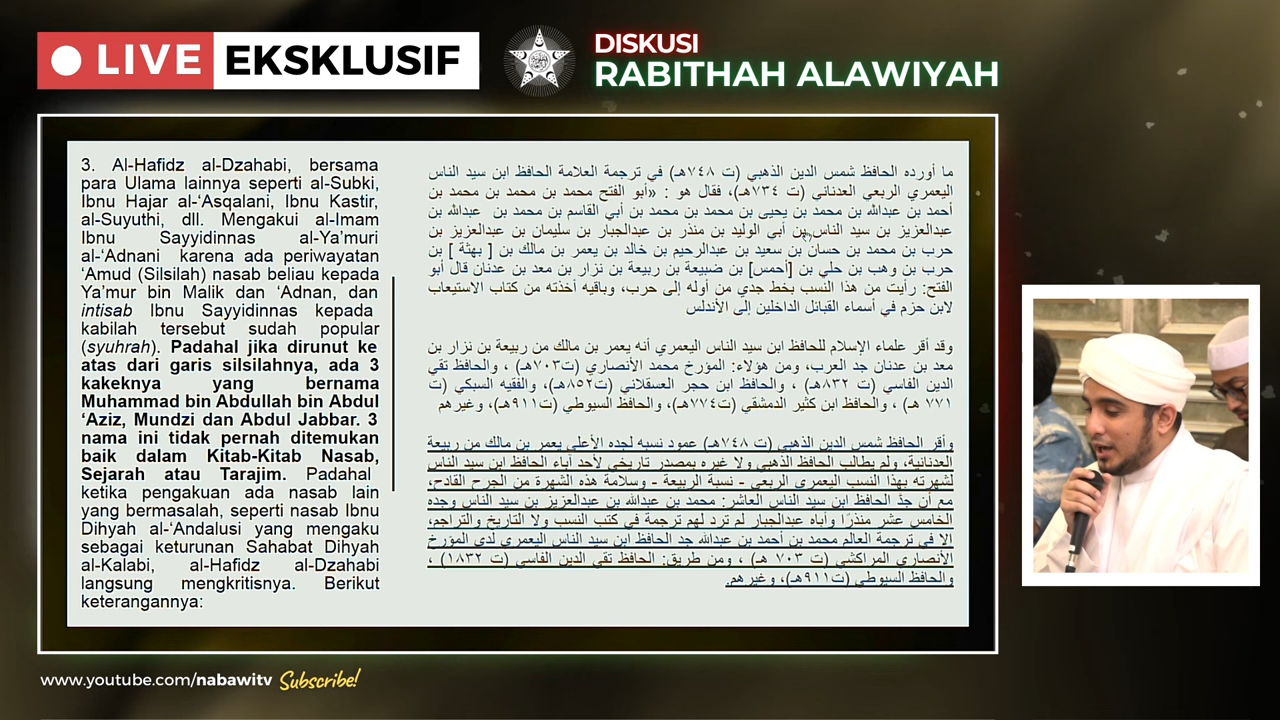 LIVE EKSKLUSIF
DISKUSI
RABITHAH ALAWIYAH
3. Al-Hafidz al-Dzahabi, bersama
para Ulama lainnya seperti al-Subki,
Ibnu Hajar al-'Asqalani, Ibnu Kastir,
al-Suyuthi, dll. Mengakui al-Imam
Ibnu Sayyidinnas al-Ya'muri
al-'Adnani karena ada periwayatan
'Amud (Silsilah) nasab beliau kepada
Ya'mur bin Malik dan 'Adnan, dan
intisab Ibnu Sayyidinnas kepada
kabilah tersebut sudah popular
(syuhrah). Padahal jika dirunut ke
atas dari garis silsilahnya, ada 3
kakeknya yang bernama
Muhammad bin Abdullah bin Abdul
'Aziz, Mundzi dan Abdul Jabbar. 3
nama ini tidak pernah ditemukan
baik dalam Kitab-Kitab Nasab,
Sejarah atau Tarajim. Padahal
ketika pengakuan ada nasab lain
yang bermasalah, seperti nasab Ibnu
Dihyah al-'Andalusi yang mengaku
sebagai keturunan Sahabat Dihyah
al-Kalabi, al-Hafidz al-Dzahabi
langsung mengkritisnya. Berikut
keterangannya:
ما أورده الحافظ شمس الدين الذهبي (ت ٧٤٨هـ) في ترجمة العلامة الحافظ ابن سيد الناس
اليعمري الربعي العدناني (ت ٧٣٤هـ)، فقال هو : «أبو الفتح محمد بن محمد بن محمد بن
أحمد بن عبدالله بن محمد بن يحيى بن محمد بن محمد بن أبي القاسم بن محمد بن عبدالله بن
عبدالعزيز بن سيد الناس بن أبي الوليد بن منذر بن عبدالجبار بن سليمان بن عبدالعزيز بن
حرب بن محمد بن حسان بن سعيد بن عبدالرحيم بن خالد بن يعمر بن مالك بن [ بهثة ] بن
حرب بن وهب بن حلي بن [أحمس] بن ضبيعة بن ربيعة بن نزار بن معد بن عدنان قال أبو
الفتح: رأيت من هذا النسب بخط جدي من أوله إلى حرب، وباقيه أخذته من كتاب الاستيعاب
لابن حزم في أسماء القبائل الداخلين إلى الأندلس
وقد أقر علماء الإسلام للحافظ ابن سيد الناس اليعمري أنه يعمر بن مالك من ربيعة بن نزار بن
معد بن عدنان جد العرب، ومن هؤلاء: المؤرخ محمد الأنصاري (ت٧٠٣هـ) ، والحافظ تقي
الدين الفاسي (ت ٨٣٢هـ) ، والحافظ ابن حجر العسقلاني (ت٨٥٢هـ)، والفقيه السبكي (ت
٧٧١ هـ) ، والحافظ ابن كثير الدمشقي (ت٧٧٤هـ)، والحافظ السيوطي (ت٩١١هـ)، وغيرهم
وأقر الحافظ شمس الدين الذهبي (ت ٧٤٨هـ) عمود نسبه لجده الأعلى يعمر بن مالك من ربيعة
العدنانية، ولم يطالب الحافظ الذهبي ولا غيره بمصدر تاريخي لأحد آباء الحافظ ابن سيد الناس
لشهرته بهذا النسب اليعمري الربعي - نسبة الربيعة - وسلامة هذه الشهرة من الجرح القادح،
مع أن جدّ الحافظ ابن سيد الناس العاشر: محمد بن عبدالله بن عبدالعزيز بن سيد الناس وجده
الخامس عشر منذرًا وأباه عبدالجبار لم ترد لهم ترجمة في كتب النسب ولا التاريخ والتراجم،
إلا في ترجمة العالم محمد بن أحمد بن عبدالله جد الحافظ ابن سيد الناس اليعمري لدى المؤرخ
الأنصاري المراكشي (ت ٧٠٣ هـ) ، ومن طريق: الحافظ تقي الدين الفاسي (ت ١٨٣٢) ،
والحافظ السيوطي (ت٩١١هـ)، وغيرهم.
www.youtube.com/nabawitv Subscribe!